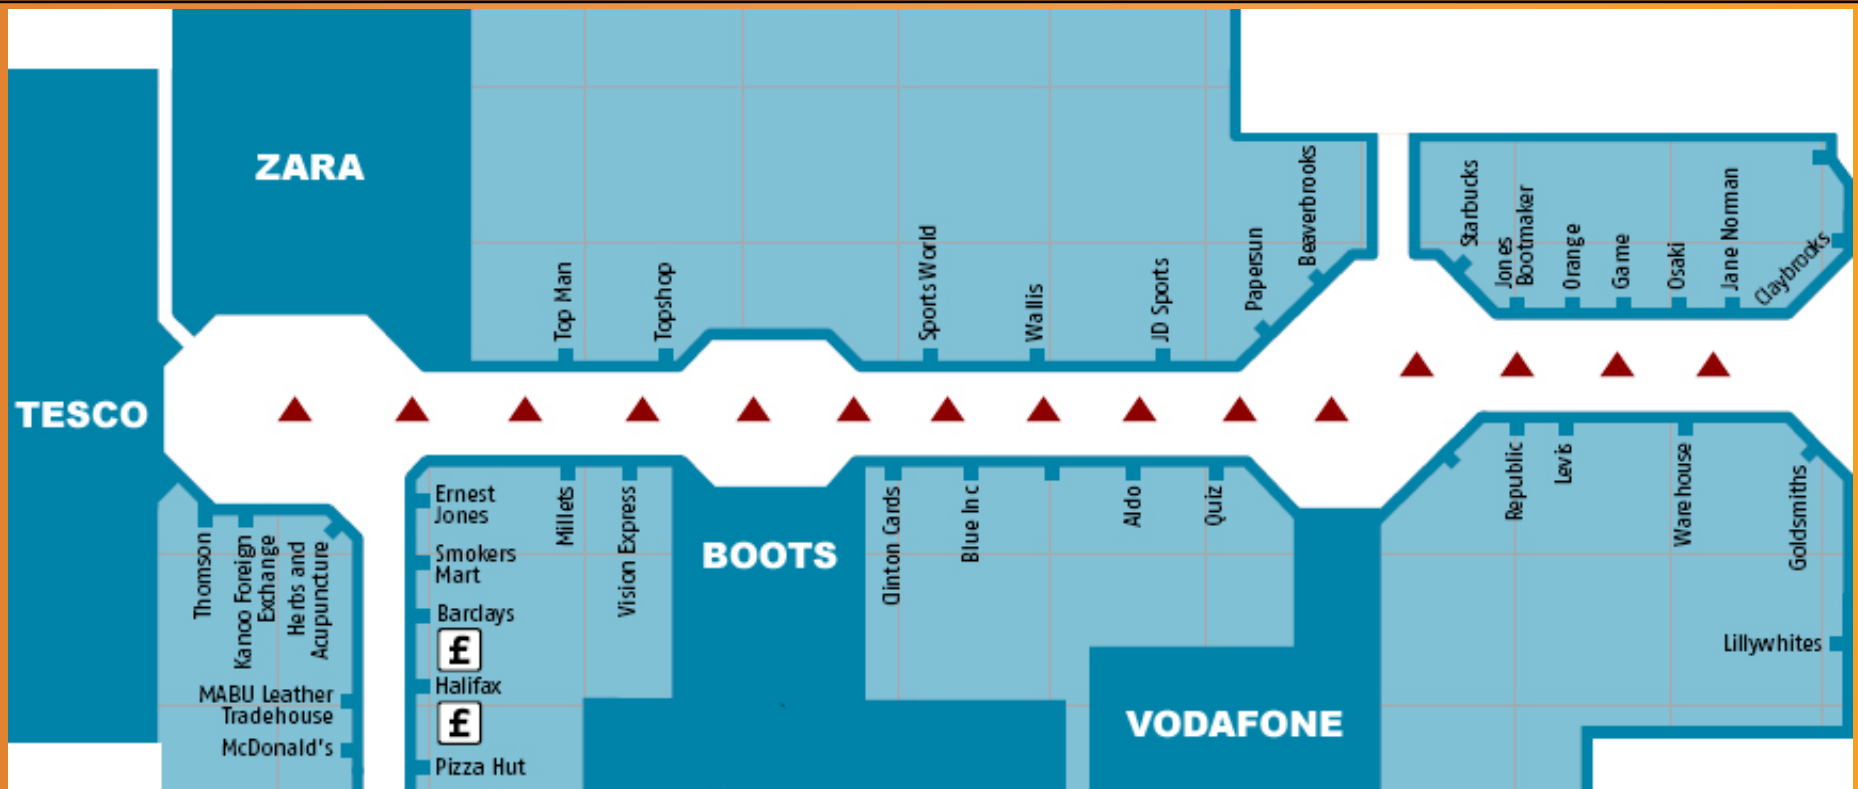 ZARA
TESCO
Top Man
Topshop
Sports World
Wallis
JD Sports
Papersun
Beaverbrooks
Starbucks
Jones
Bootmaker
Orange
Game
Osaki
Jane Norman
Claybrooks
Thomson
Kanoo Foreign
Exchange
Herbs and
Acupuncture
MABU Leather
Tradehouse
McDonald's
Ernest
Jones
Smokers
Mart
Barclays
£
Halifax
£
Pizza Hut
Millets
Vision Express
BOOTS
Clinton Cards
Blue Inc
Aldo
Quiz
VODAFONE
Republic
Levis
Warehouse
Goldsmiths
Lillywhites